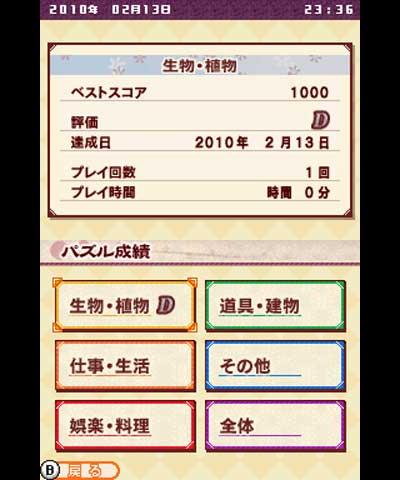 2010年 02月13日 23:36
生物・植物
ベストスコア 1000
評価 D
達成日 2010年 2月13日
プレイ回数 1回
プレイ時間 時間 0分
パズル成績
生物・植物 D 道具・建物
仕事・生活 その他
娯楽・料理 全体
B 戻る